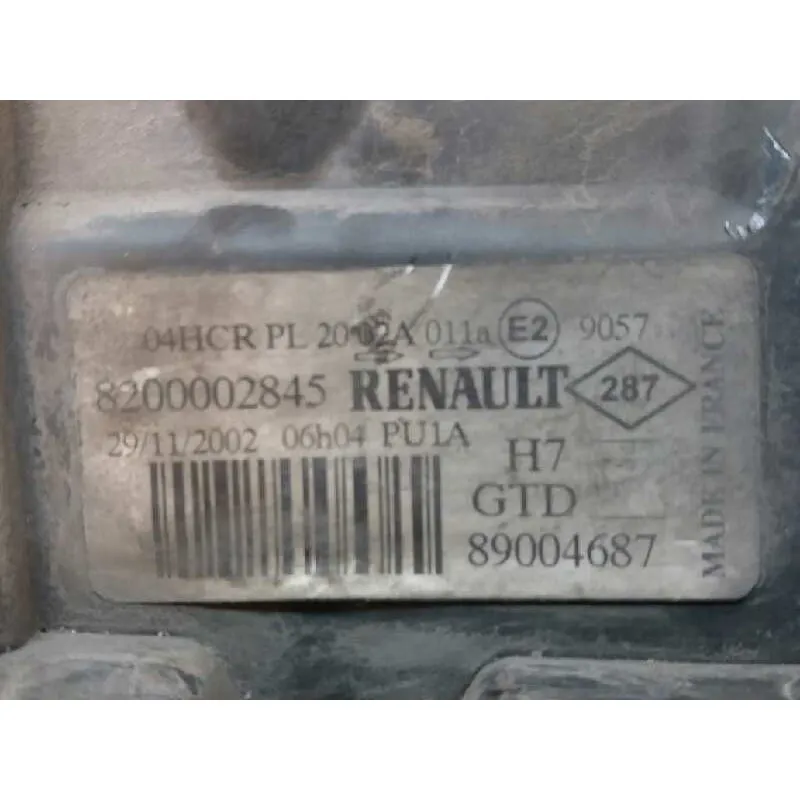 04HCR PL 20 02A 011a E2 9057
8200002845 RENAULT 287
29/11/2002 06h04 PU1A
H7
GTD
89004687
MADE IN FRANCE